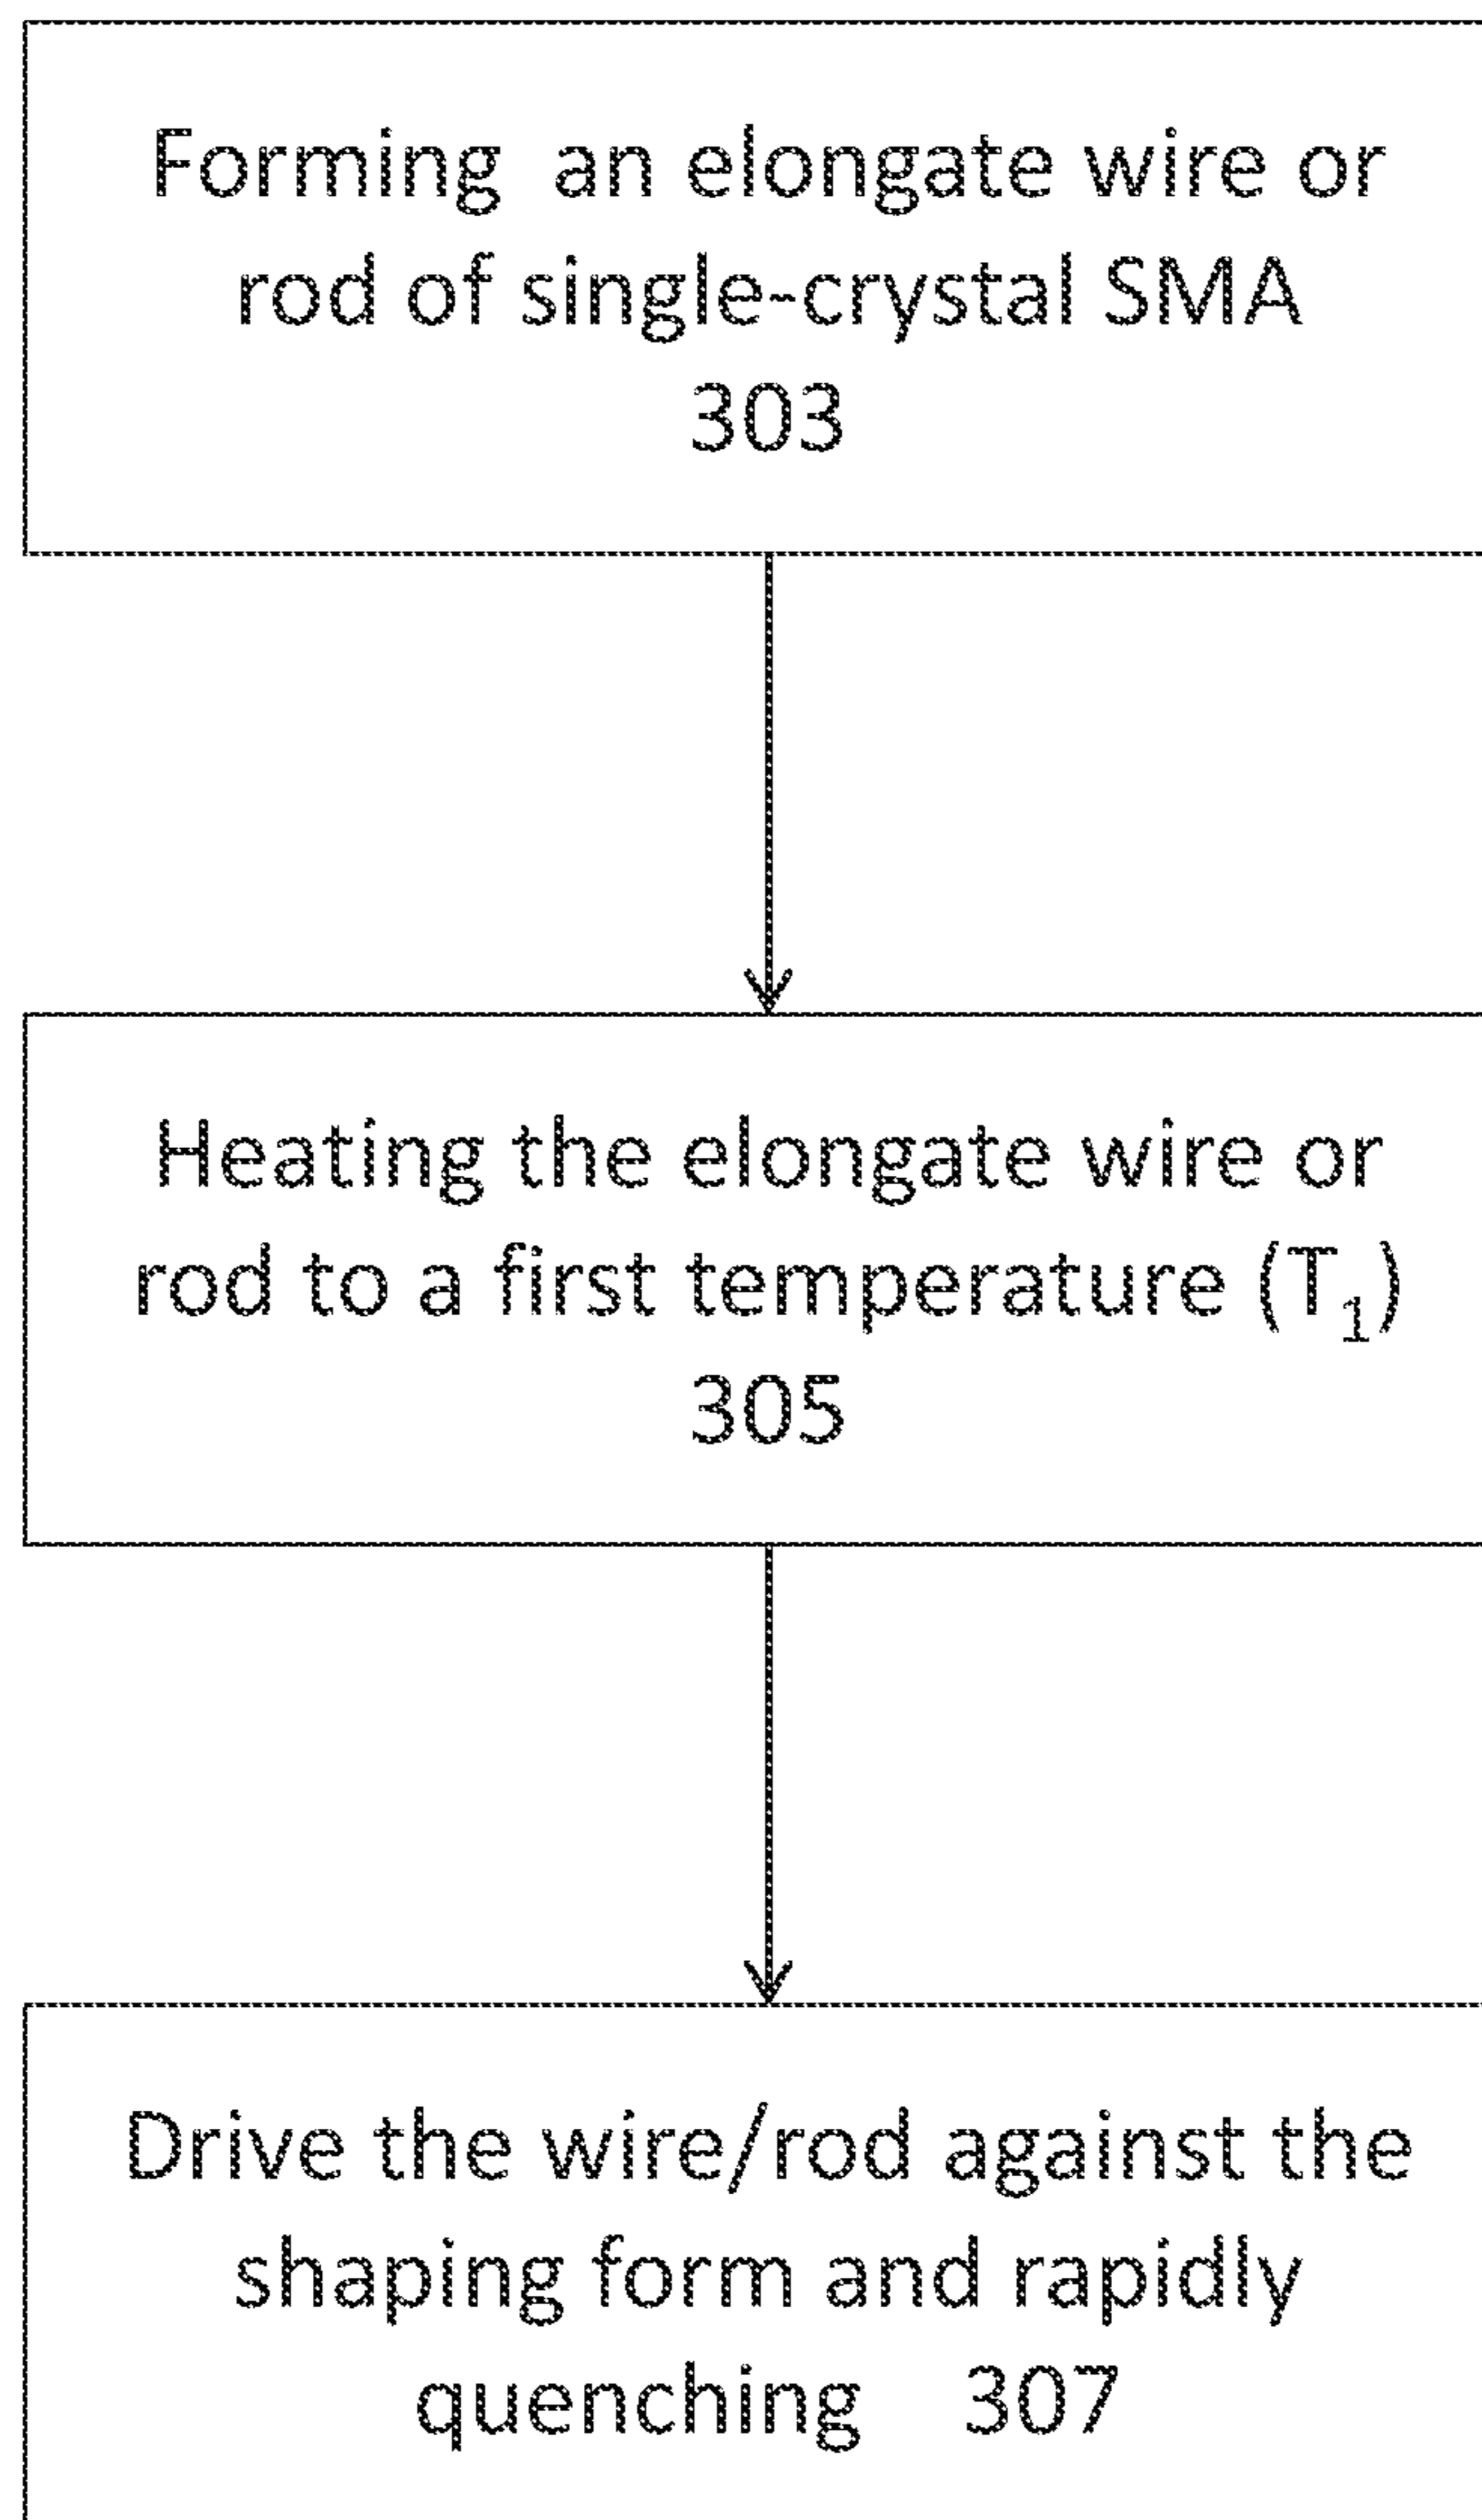 Forming an elongate wire or
rod of single-crystal SMA
303
Heating the elongate wire or
rod to a first temperature (T₁)
305
Drive the wire/rod against the
shaping form and rapidly
quenching 307